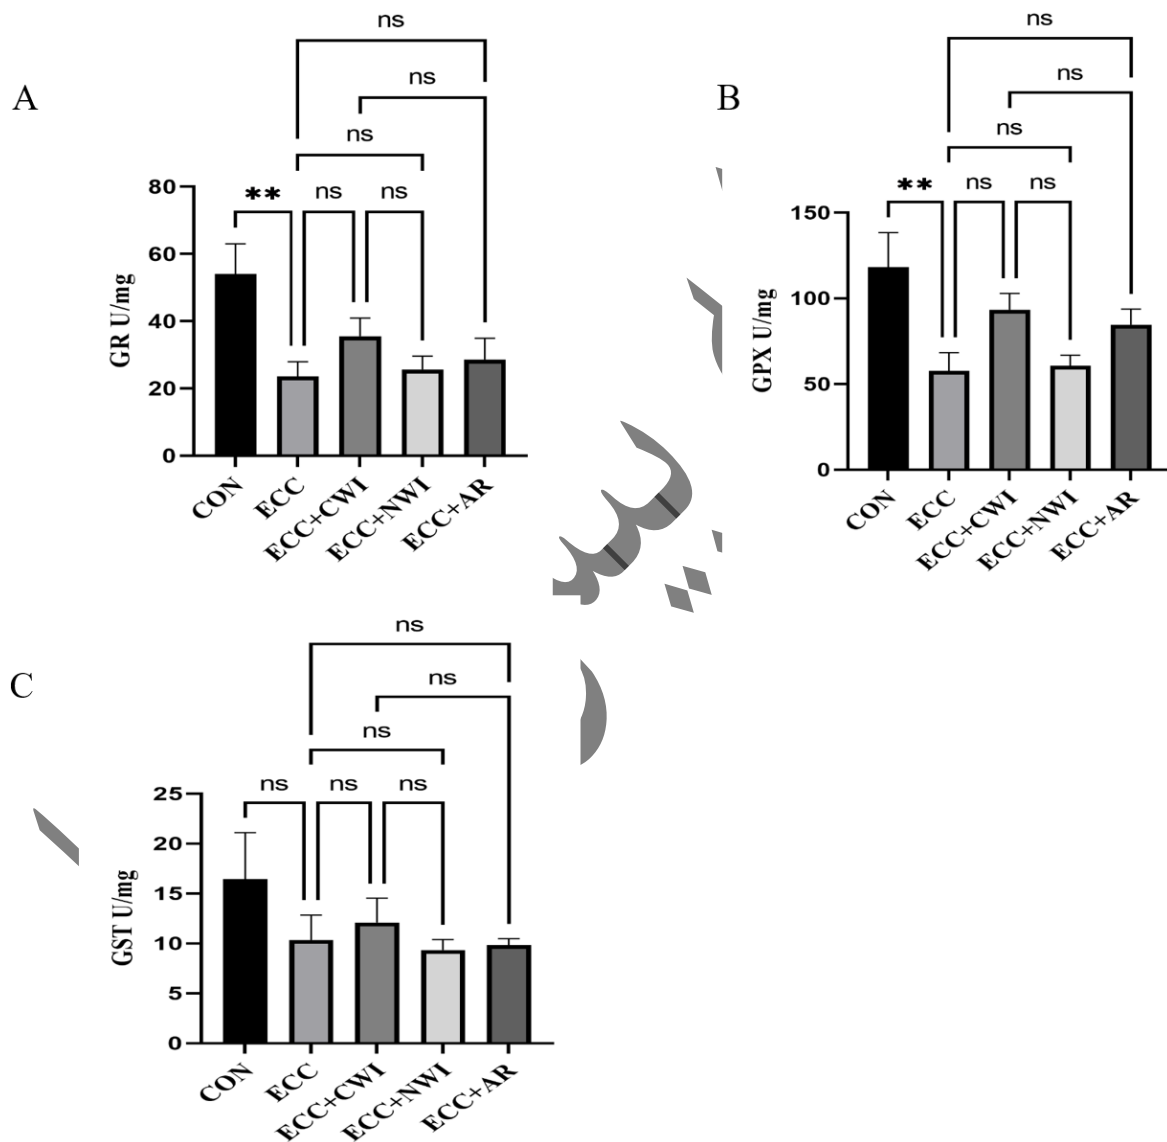 A
ns
ns
ns
** ns ns
GR U/mg
80
60
40
20
0
CON ECC ECC+CWI ECC+NWI ECC+AR
B
ns
ns
ns
** ns ns
GPX U/mg
150
100
50
0
CON ECC ECC+CWI ECC+NWI ECC+AR
C
ns
ns
ns
ns ns ns
GST U/mg
25
20
15
10
5
0
CON ECC ECC+CWI ECC+NWI ECC+AR